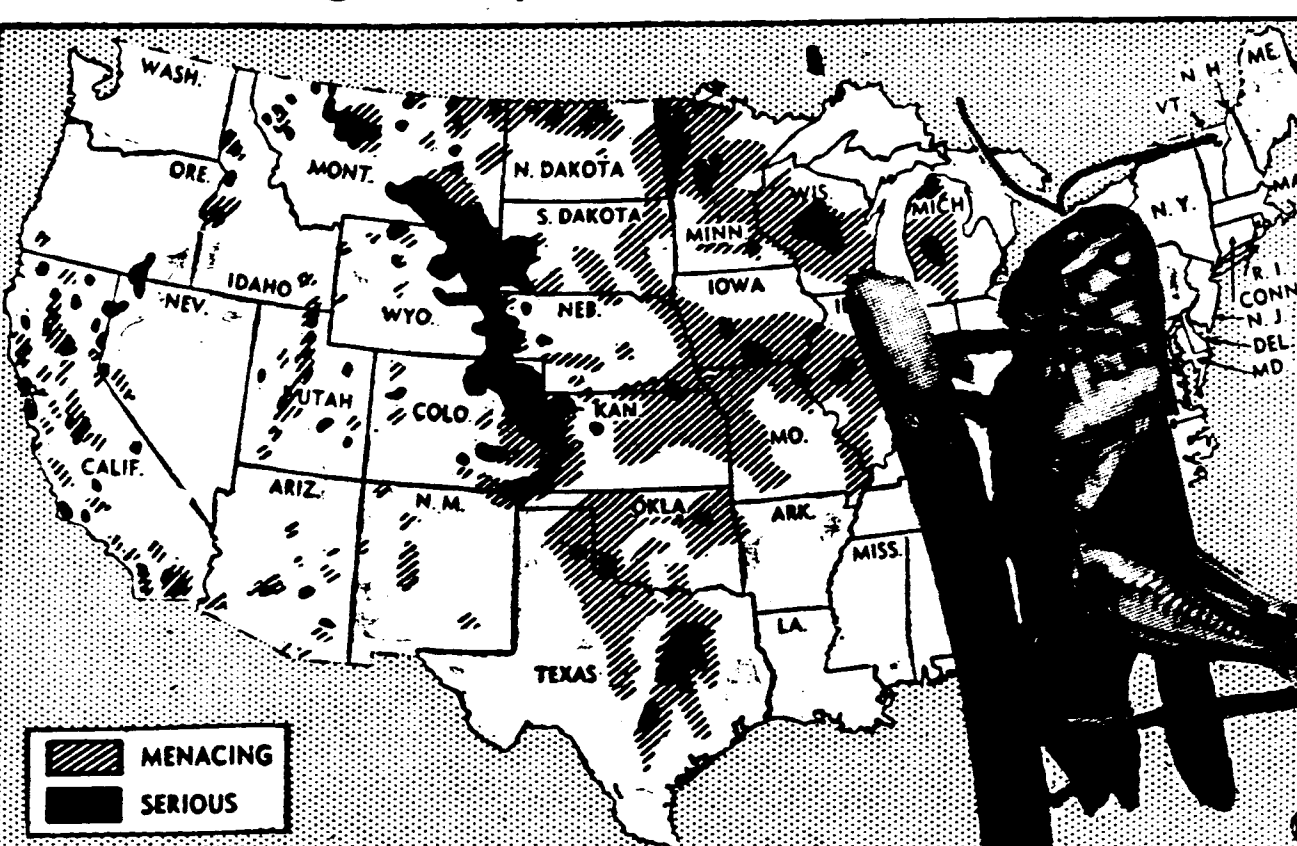 WASH.
ME.
N. H
VT
MONT.
N. DAKOTA
ORE.
WIS.
MICH
N. Y.
S. DAKOTA
MINN.
IDAHO
IOWA
R. I.
CONN
NEV.
WYO.
NEB.
N. J.
DEL.
MD
UTAH
COLO.
KAN.
MO.
CALIF.
ARIZ.
N. M.
OKLA.
ARK.
MISS.
LA.
TEXAS
MENACING
SERIOUS